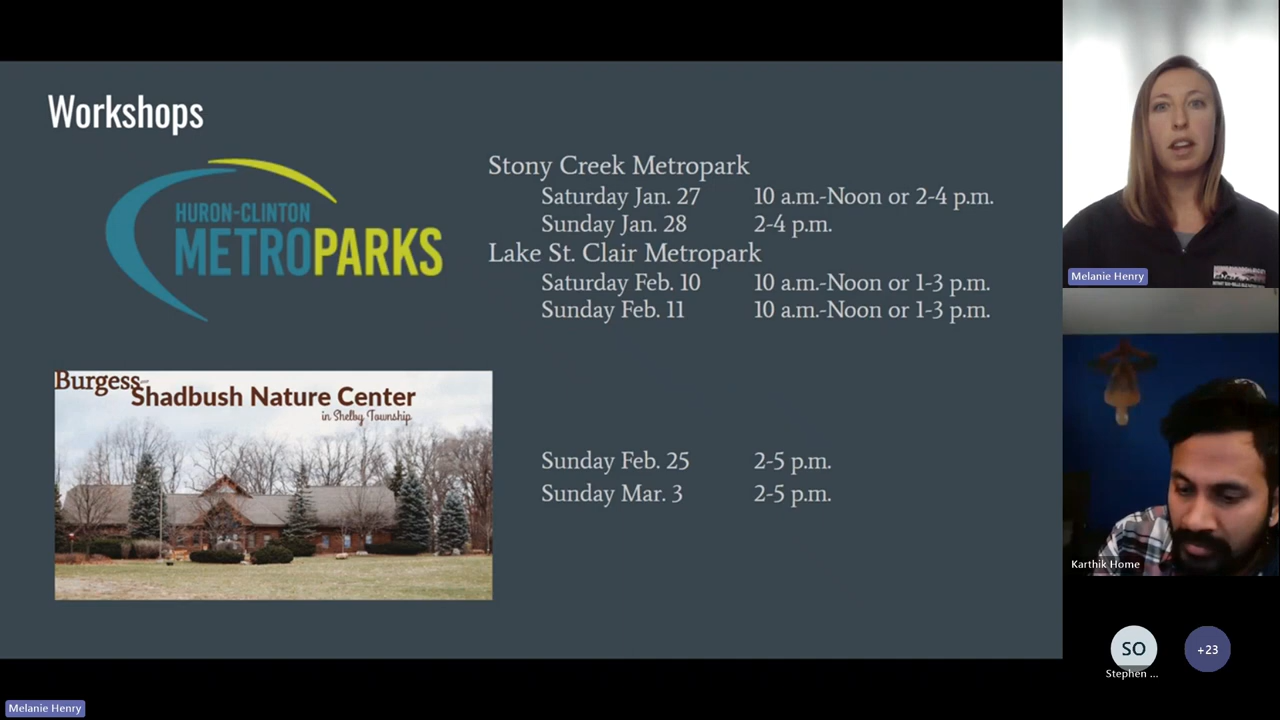 Workshops
HURON-CLINTON
METROPARKS
Stony Creek Metropark
Saturday Jan. 27 10 a.m.-Noon or 2-4 p.m.
Sunday Jan. 28 2-4 p.m.
Lake St. Clair Metropark
Saturday Feb. 10 10 a.m.-Noon or 1-3 p.m.
Sunday Feb. 11 10 a.m.-Noon or 1-3 p.m.
Burgess
Shadbush Nature Center
in Shelby Township
Sunday Feb. 25 2-5 p.m.
Sunday Mar. 3 2-5 p.m.
Melanie Henry
Karthik Home
SO
Stephen ...
+23
Melanie Henry